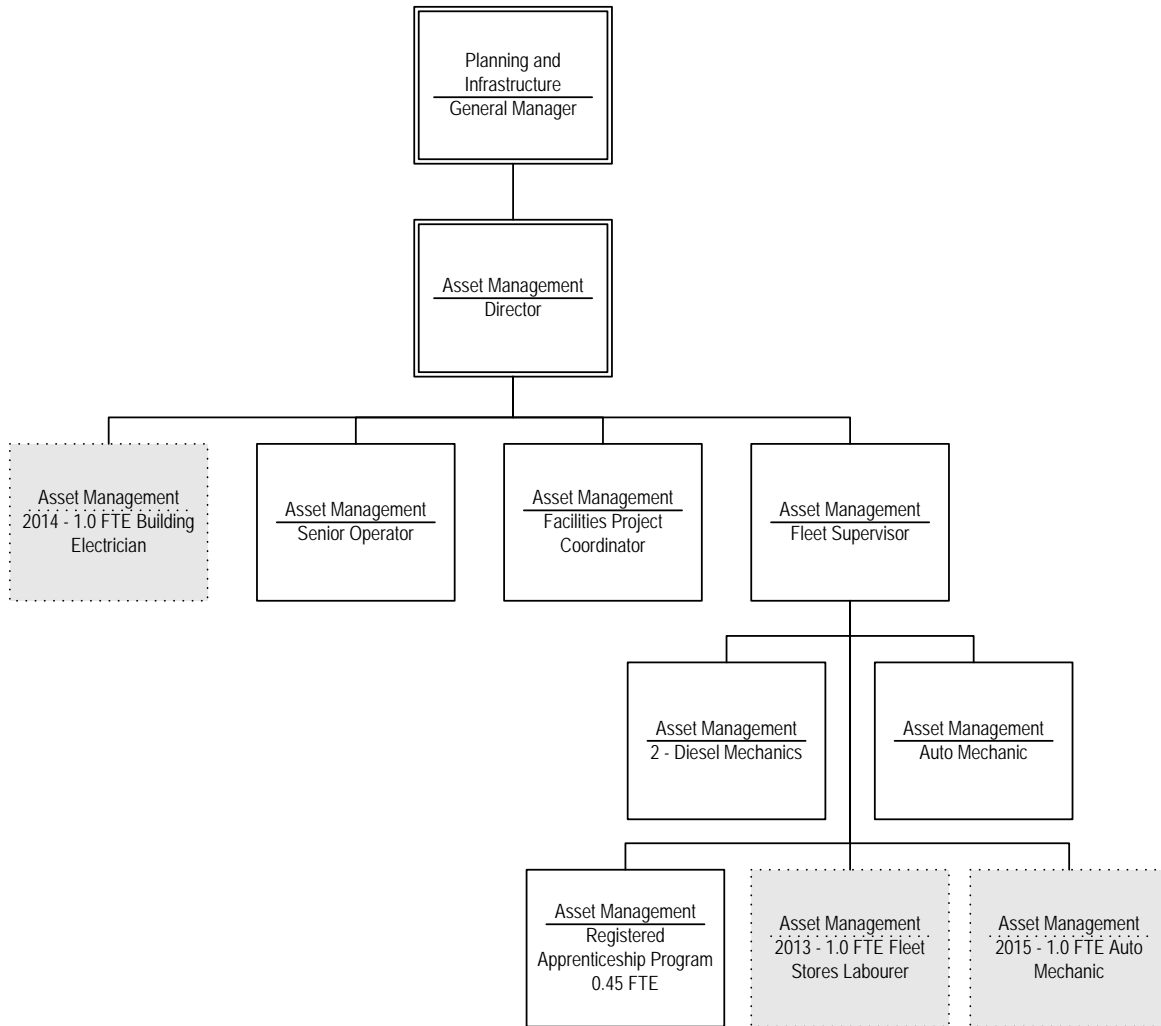 Planning and
Infrastructure
General Manager
Asset Management
Director
Asset Management
2014 - 1.0 FTE Building
Electrician
Asset Management
Senior Operator
Asset Management
Facilities Project
Coordinator
Asset Management
Fleet Supervisor
Asset Management
2 - Diesel Mechanics
Asset Management
Auto Mechanic
Asset Management
Registered
Apprenticeship Program
0.45 FTE
Asset Management
2013 - 1.0 FTE Fleet
Stores Labourer
Asset Management
2015 - 1.0 FTE Auto
Mechanic